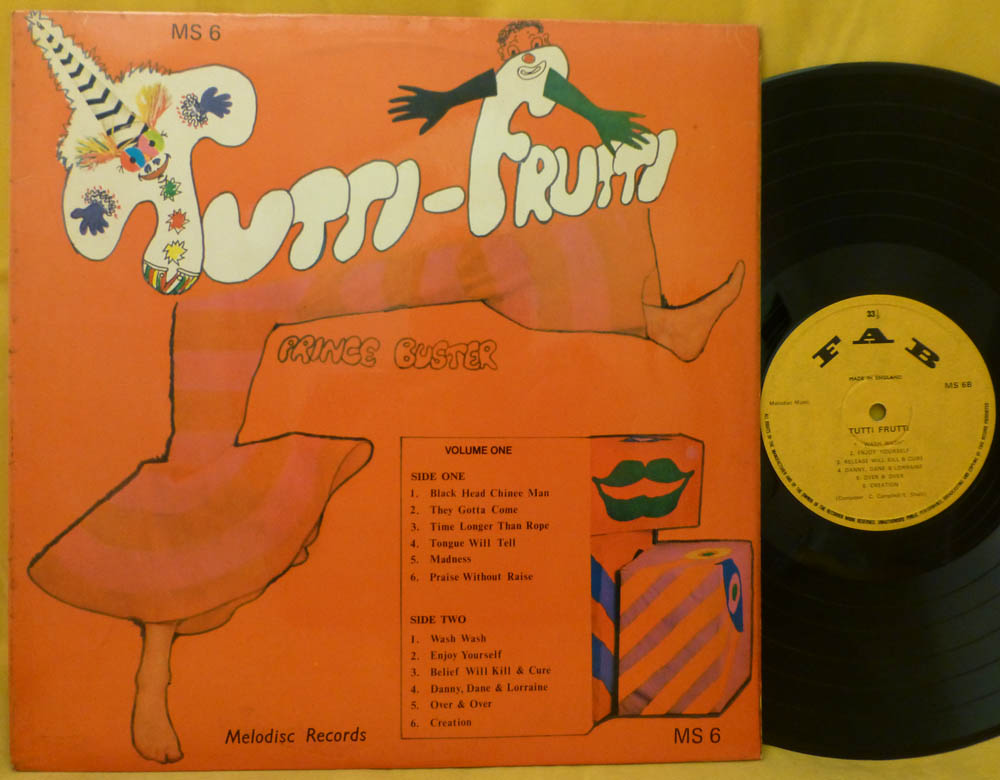 MS 6
TUTTI-FRUTTI
PRINCE BUSTER
VOLUME ONE
SIDE ONE
1. Black Head Chinee Man
2. They Gotta Come
3. Time Longer Than Rope
4. Tongue Will Tell
5. Madness
6. Praise Without Raise
SIDE TWO
1. Wash Wash
2. Enjoy Yourself
3. Belief Will Kill & Cure
4. Danny, Dane & Lorraine
5. Over & Over
6. Creation
Melodisc Records
MS 6
33⅓
FAB
MADE IN ENGLAND
MS 6B
Melodisc Music
TUTTI FRUTTI
1. WASH WASH
2. ENJOY YOURSELF
3. RELEASE WILL KILL & CURE
4. DANNY, DANE & LORRAINE
5. OVER & OVER
6. CREATION